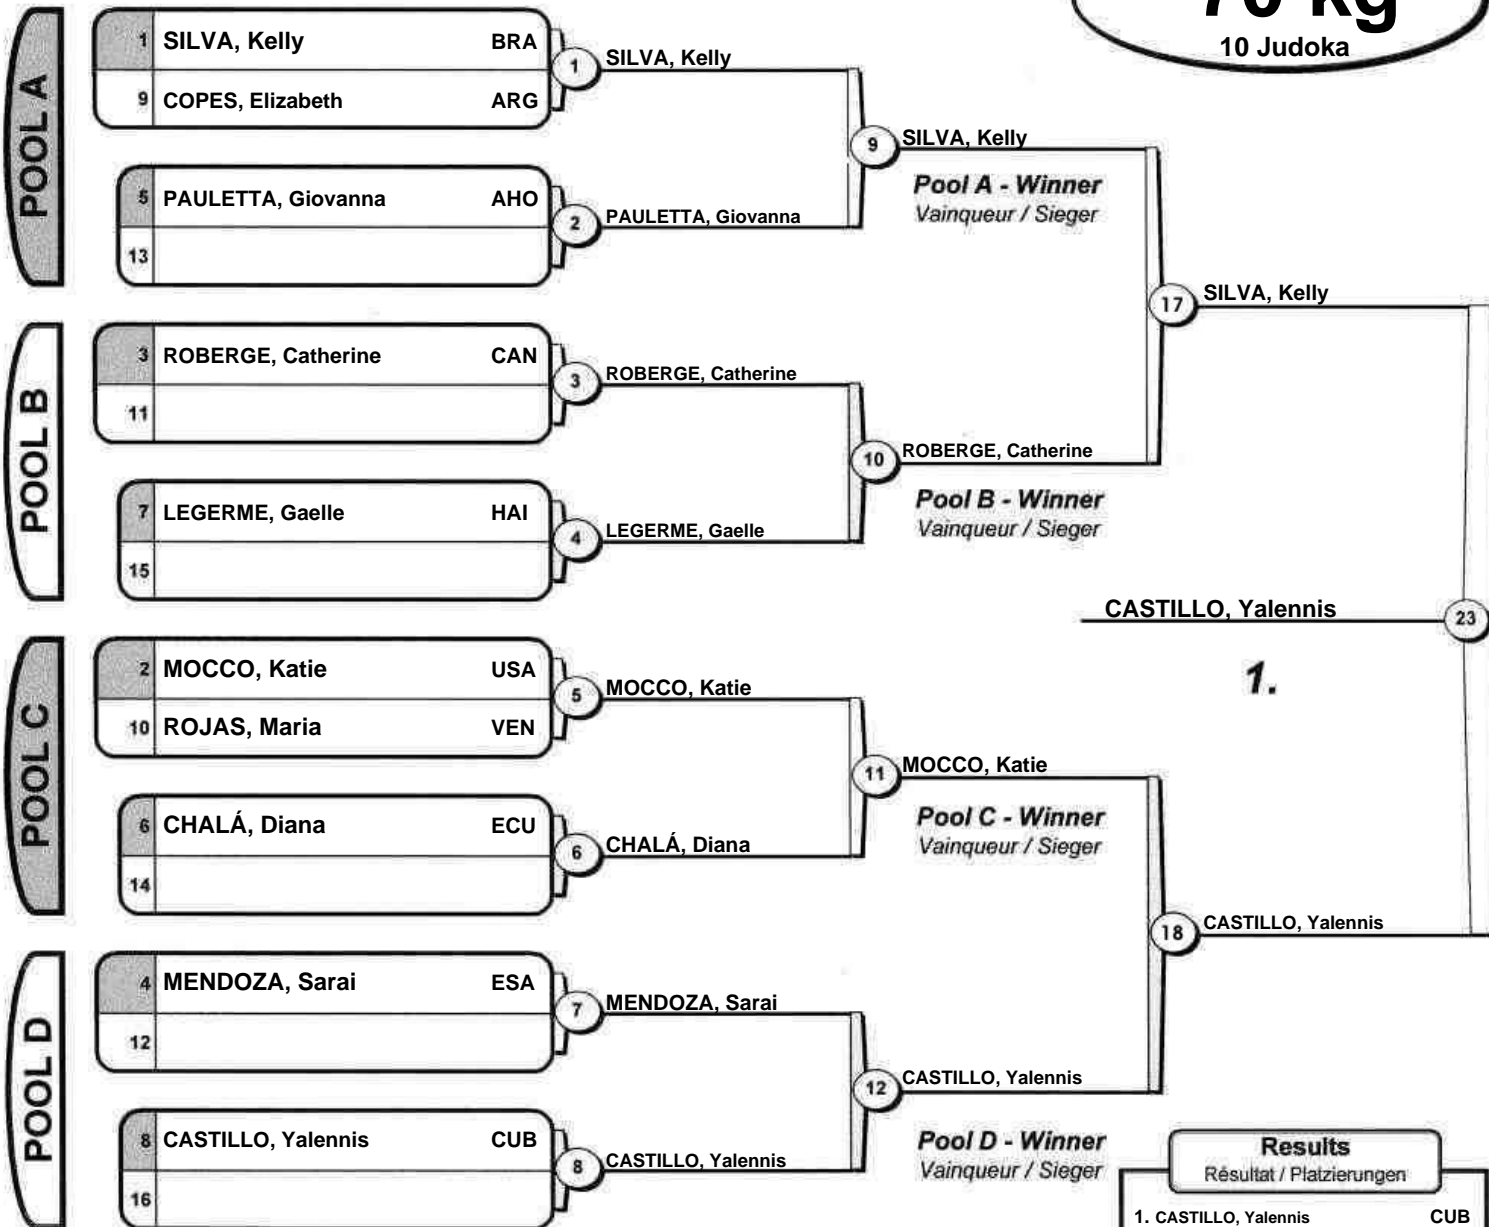 70 kg
10 Judoka
POOL A
1 SILVA, Kelly BRA
9 COPES, Elizabeth ARG
1 SILVA, Kelly
5 PAULETTA, Giovanna AHO
13
2 PAULETTA, Giovanna
9 SILVA, Kelly
Pool A - Winner
Vainqueur / Sieger
POOL B
3 ROBERGE, Catherine CAN
11
3 ROBERGE, Catherine
7 LEGERME, Gaelle HAI
15
4 LEGERME, Gaelle
10 ROBERGE, Catherine
Pool B - Winner
Vainqueur / Sieger
17 SILVA, Kelly
CASTILLO, Yalennis 23
1.
POOL C
2 MOCCO, Katie USA
10 ROJAS, Maria VEN
5 MOCCO, Katie
6 CHALÁ, Diana ECU
14
6 CHALÁ, Diana
11 MOCCO, Katie
Pool C - Winner
Vainqueur / Sieger
POOL D
4 MENDOZA, Sarai ESA
12
7 MENDOZA, Sarai
8 CASTILLO, Yalennis CUB
16
8 CASTILLO, Yalennis
12 CASTILLO, Yalennis
Pool D - Winner
Vainqueur / Sieger
18 CASTILLO, Yalennis
Results
Résultat / Platzierungen
1. CASTILLO, Yalennis CUB